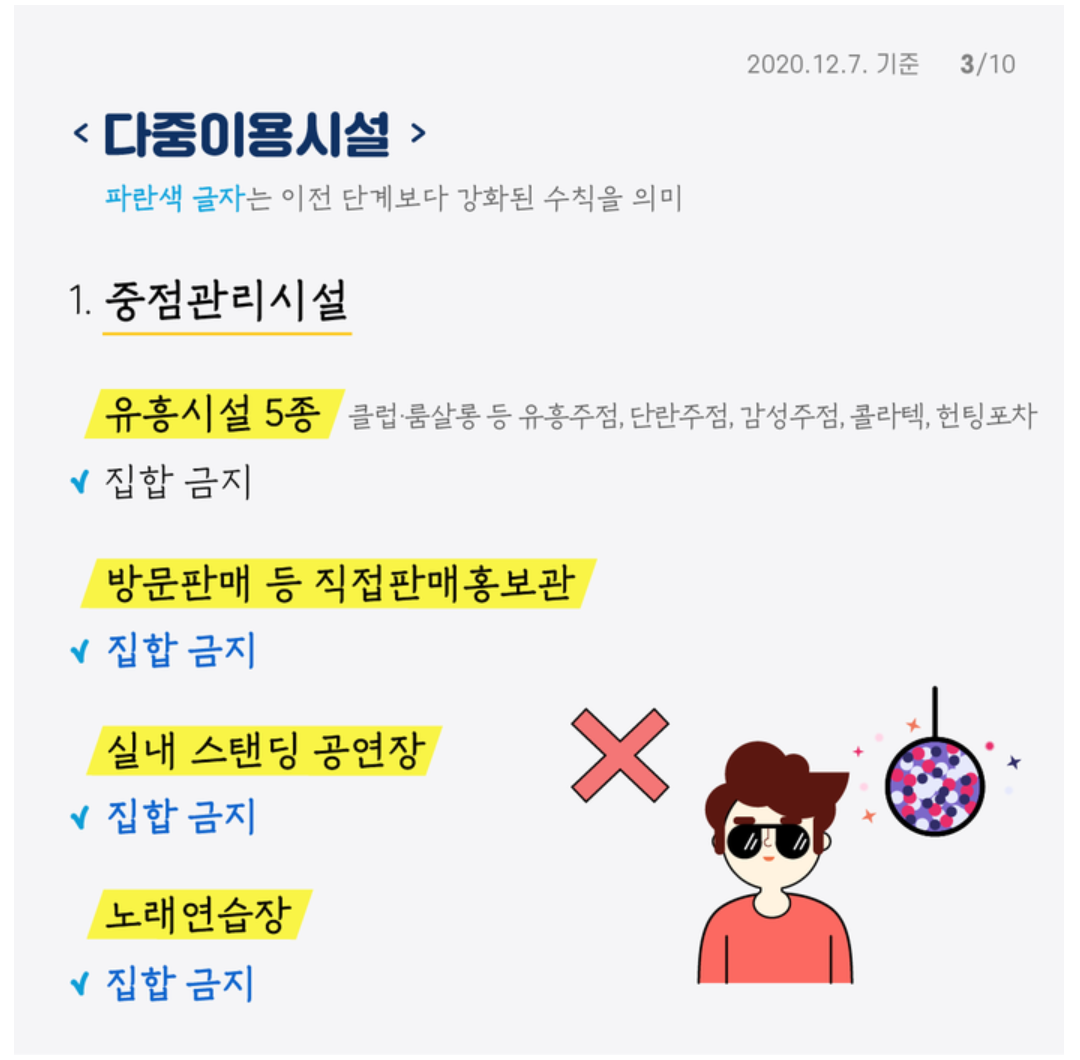 2020.12.7. 기준 3/10
< 다중이용시설 >
파란색 글자는 이전 단계보다 강화된 수칙을 의미
1. 중점관리시설
유흥시설 5종 클럽·룸살롱 등 유흥주점, 단란주점, 감성주점, 콜라텍, 헌팅포차
✔ 집합 금지
방문판매 등 직접판매홍보관
✔ 집합 금지
실내 스탠딩 공연장
✔ 집합 금지
노래연습장
✔ 집합 금지